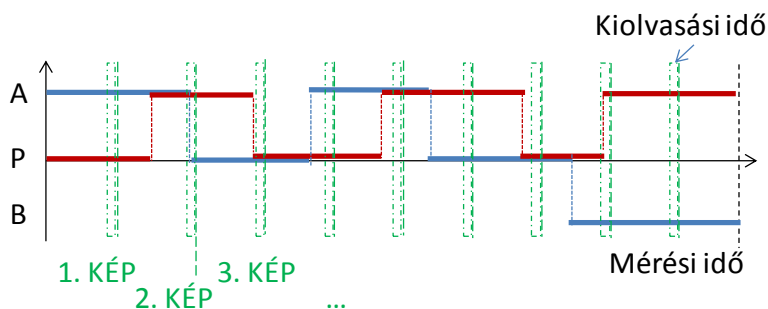 Kiolvasási idő
A
P
B
1. KÉP
2. KÉP
3. KÉP
...
Mérési idő